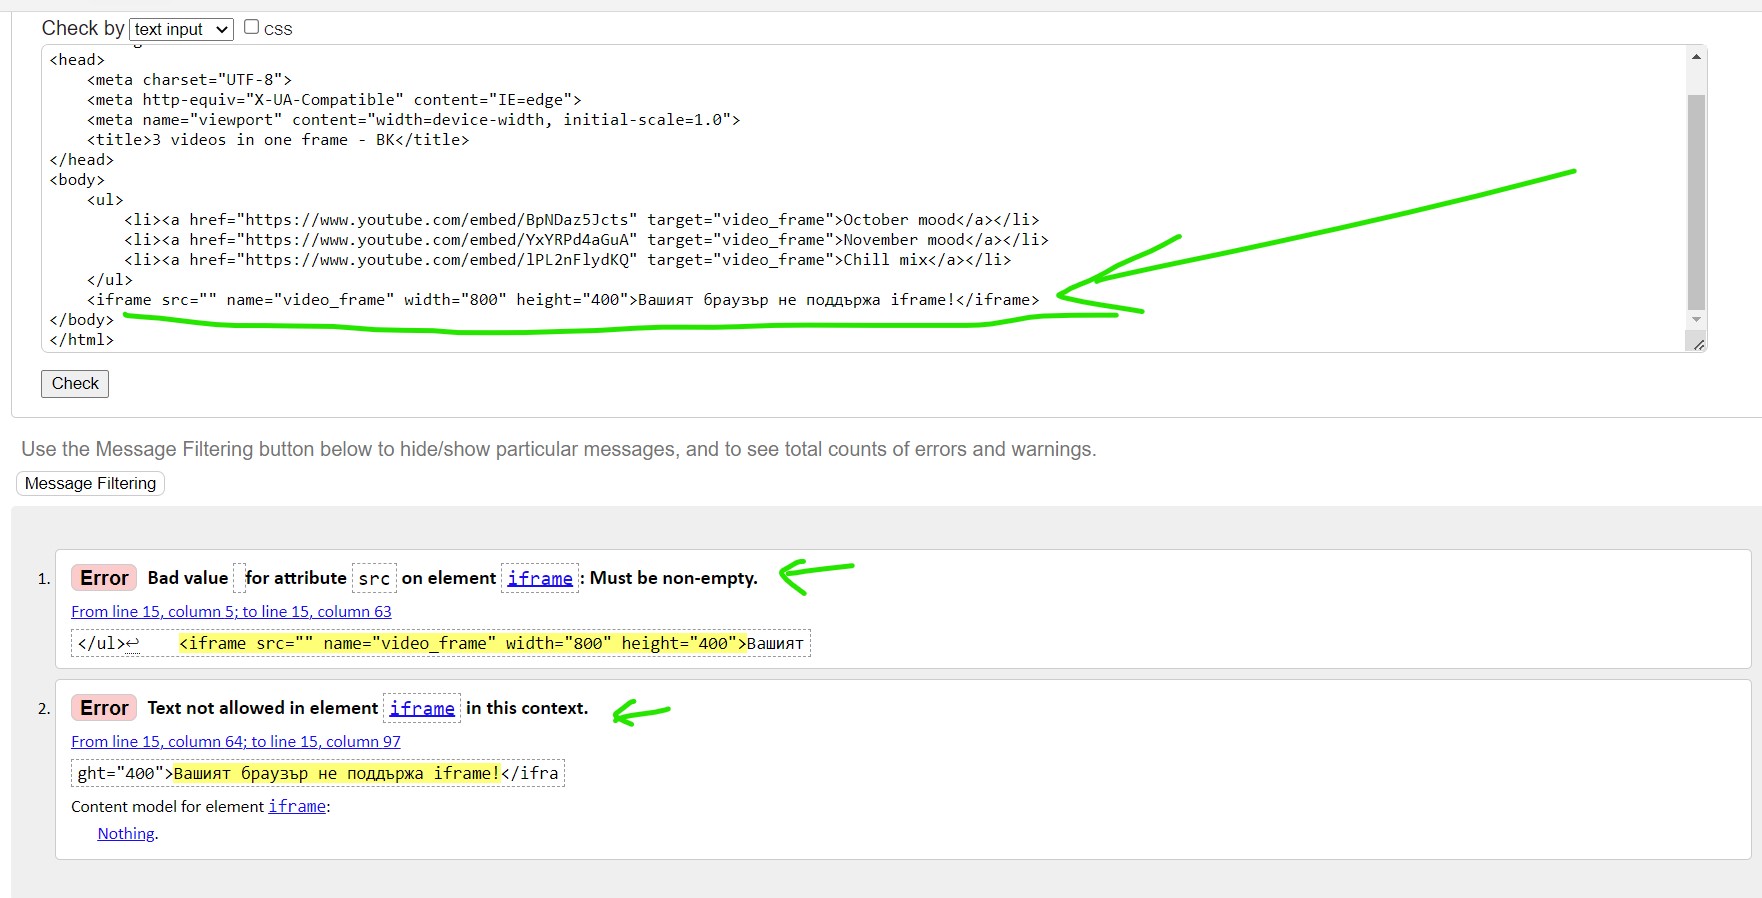 Check by text input CSS
<head>
<meta charset="UTF-8">
<meta http-equiv="X-UA-Compatible" content="IE=edge">
<meta name="viewport" content="width=device-width, initial-scale=1.0">
<title>3 videos in one frame - BK</title>
</head>
<body>
<ul>
<li><a href="https://www.youtube.com/embed/BpNDaz5Jcts" target="video_frame">October mood</a></li>
<li><a href="https://www.youtube.com/embed/YxYRPd4aGuA" target="video_frame">November mood</a></li>
<li><a href="https://www.youtube.com/embed/lPL2nFlydKQ" target="video_frame">Chill mix</a></li>
</ul>
<iframe src="" name="video_frame" width="800" height="400">Вашият браузър не поддържа iframe!</iframe>
</body>
</html>
Check
Use the Message Filtering button below to hide/show particular messages, and to see total counts of errors and warnings.
Message Filtering
1. Error Bad value for attribute src on element iframe: Must be non-empty.
From line 15, column 5; to line 15, column 63
</ul>↩ <iframe src="" name="video_frame" width="800" height="400">Вашият
2. Error Text not allowed in element iframe in this context.
From line 15, column 64; to line 15, column 97
ght="400">Вашият браузър не поддържа iframe!</ifra
Content model for element iframe:
Nothing.